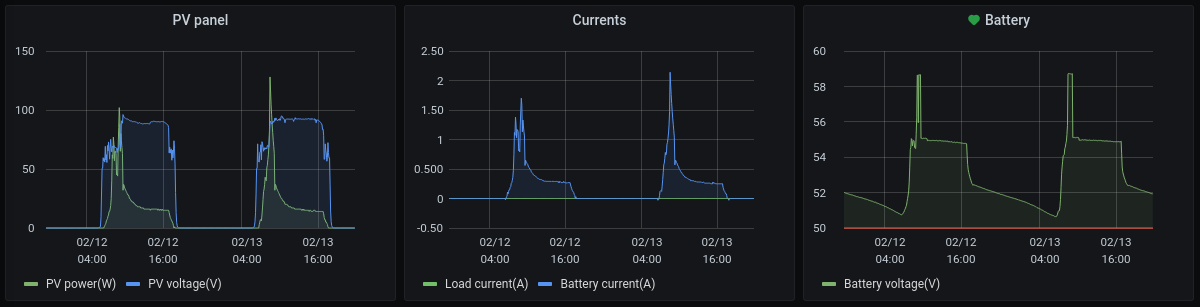 PV panel
150
100
50
0
02/12 02/12 02/13 02/13
04:00 16:00 04:00 16:00
PV power(W) PV voltage(V)
Currents
2.50
2
1.50
1
0.500
0
-0.50
02/12 02/12 02/13 02/13
04:00 16:00 04:00 16:00
Load current(A) Battery current(A)
Battery
60
58
56
54
52
50
02/12 02/12 02/13 02/13
04:00 16:00 04:00 16:00
Battery voltage(V)